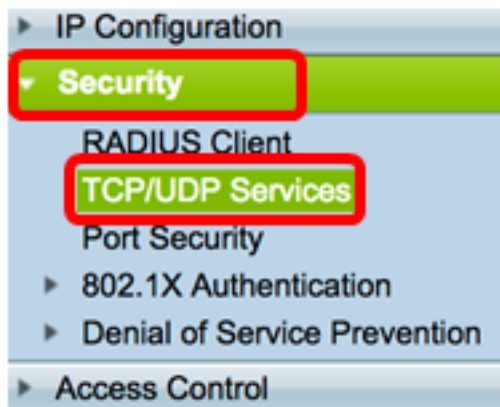 IP Configuration
Security
RADIUS Client
TCP/UDP Services
Port Security
802.1X Authentication
Denial of Service Prevention
Access Control